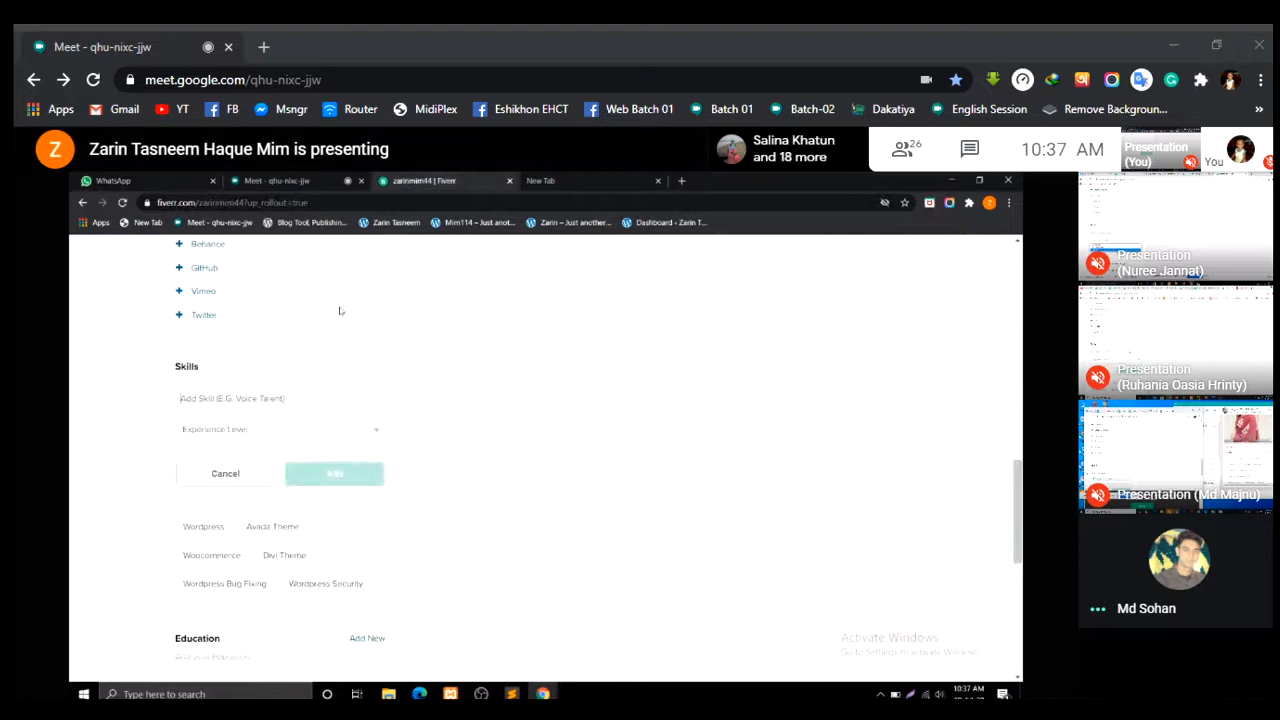 Meet - qhu-nixc-jjw
meet.google.com/qhu-nixc-jjw
Apps Gmail YT FB Msngr Router MidiPlex Eshikhon EHCT Web Batch 01 Batch 01 Batch-02 Dakatiya English Session Remove Backgroun...
Z Zarin Tasneem Haque Mim is presenting
Salina Khatun
and 18 more
26
10:37 AM
Presentation
(You)
You
WhatsApp Meet - qhu-nixc-jjw zarinmim44 | Fiverr New Tab
fiverr.com/zarinmim44?up_rollout=true
Apps New Tab Meet - qhu-nixc-jjw Blog Tool, Publishin... Zarin Tasneem Mim114 – Just anot... Zarin – Just another... Dashboard ‹ Zarin T...
Behance
GitHub
Vimeo
Twitter
Skills
Add Skill (E.G. Voice Talent)
Experience Level
Cancel
Wordpress Avada Theme
Woocommerce Divi Theme
Wordpress Bug Fixing Wordpress Security
Education Add New
Activate Windows
Go to Settings to activate Windows.
Type here to search
10:37 AM
Presentation
(Nuree Jannat)
Presentation
(Ruhania Oasia Hrinty)
Presentation (Md Majnu)
Md Sohan